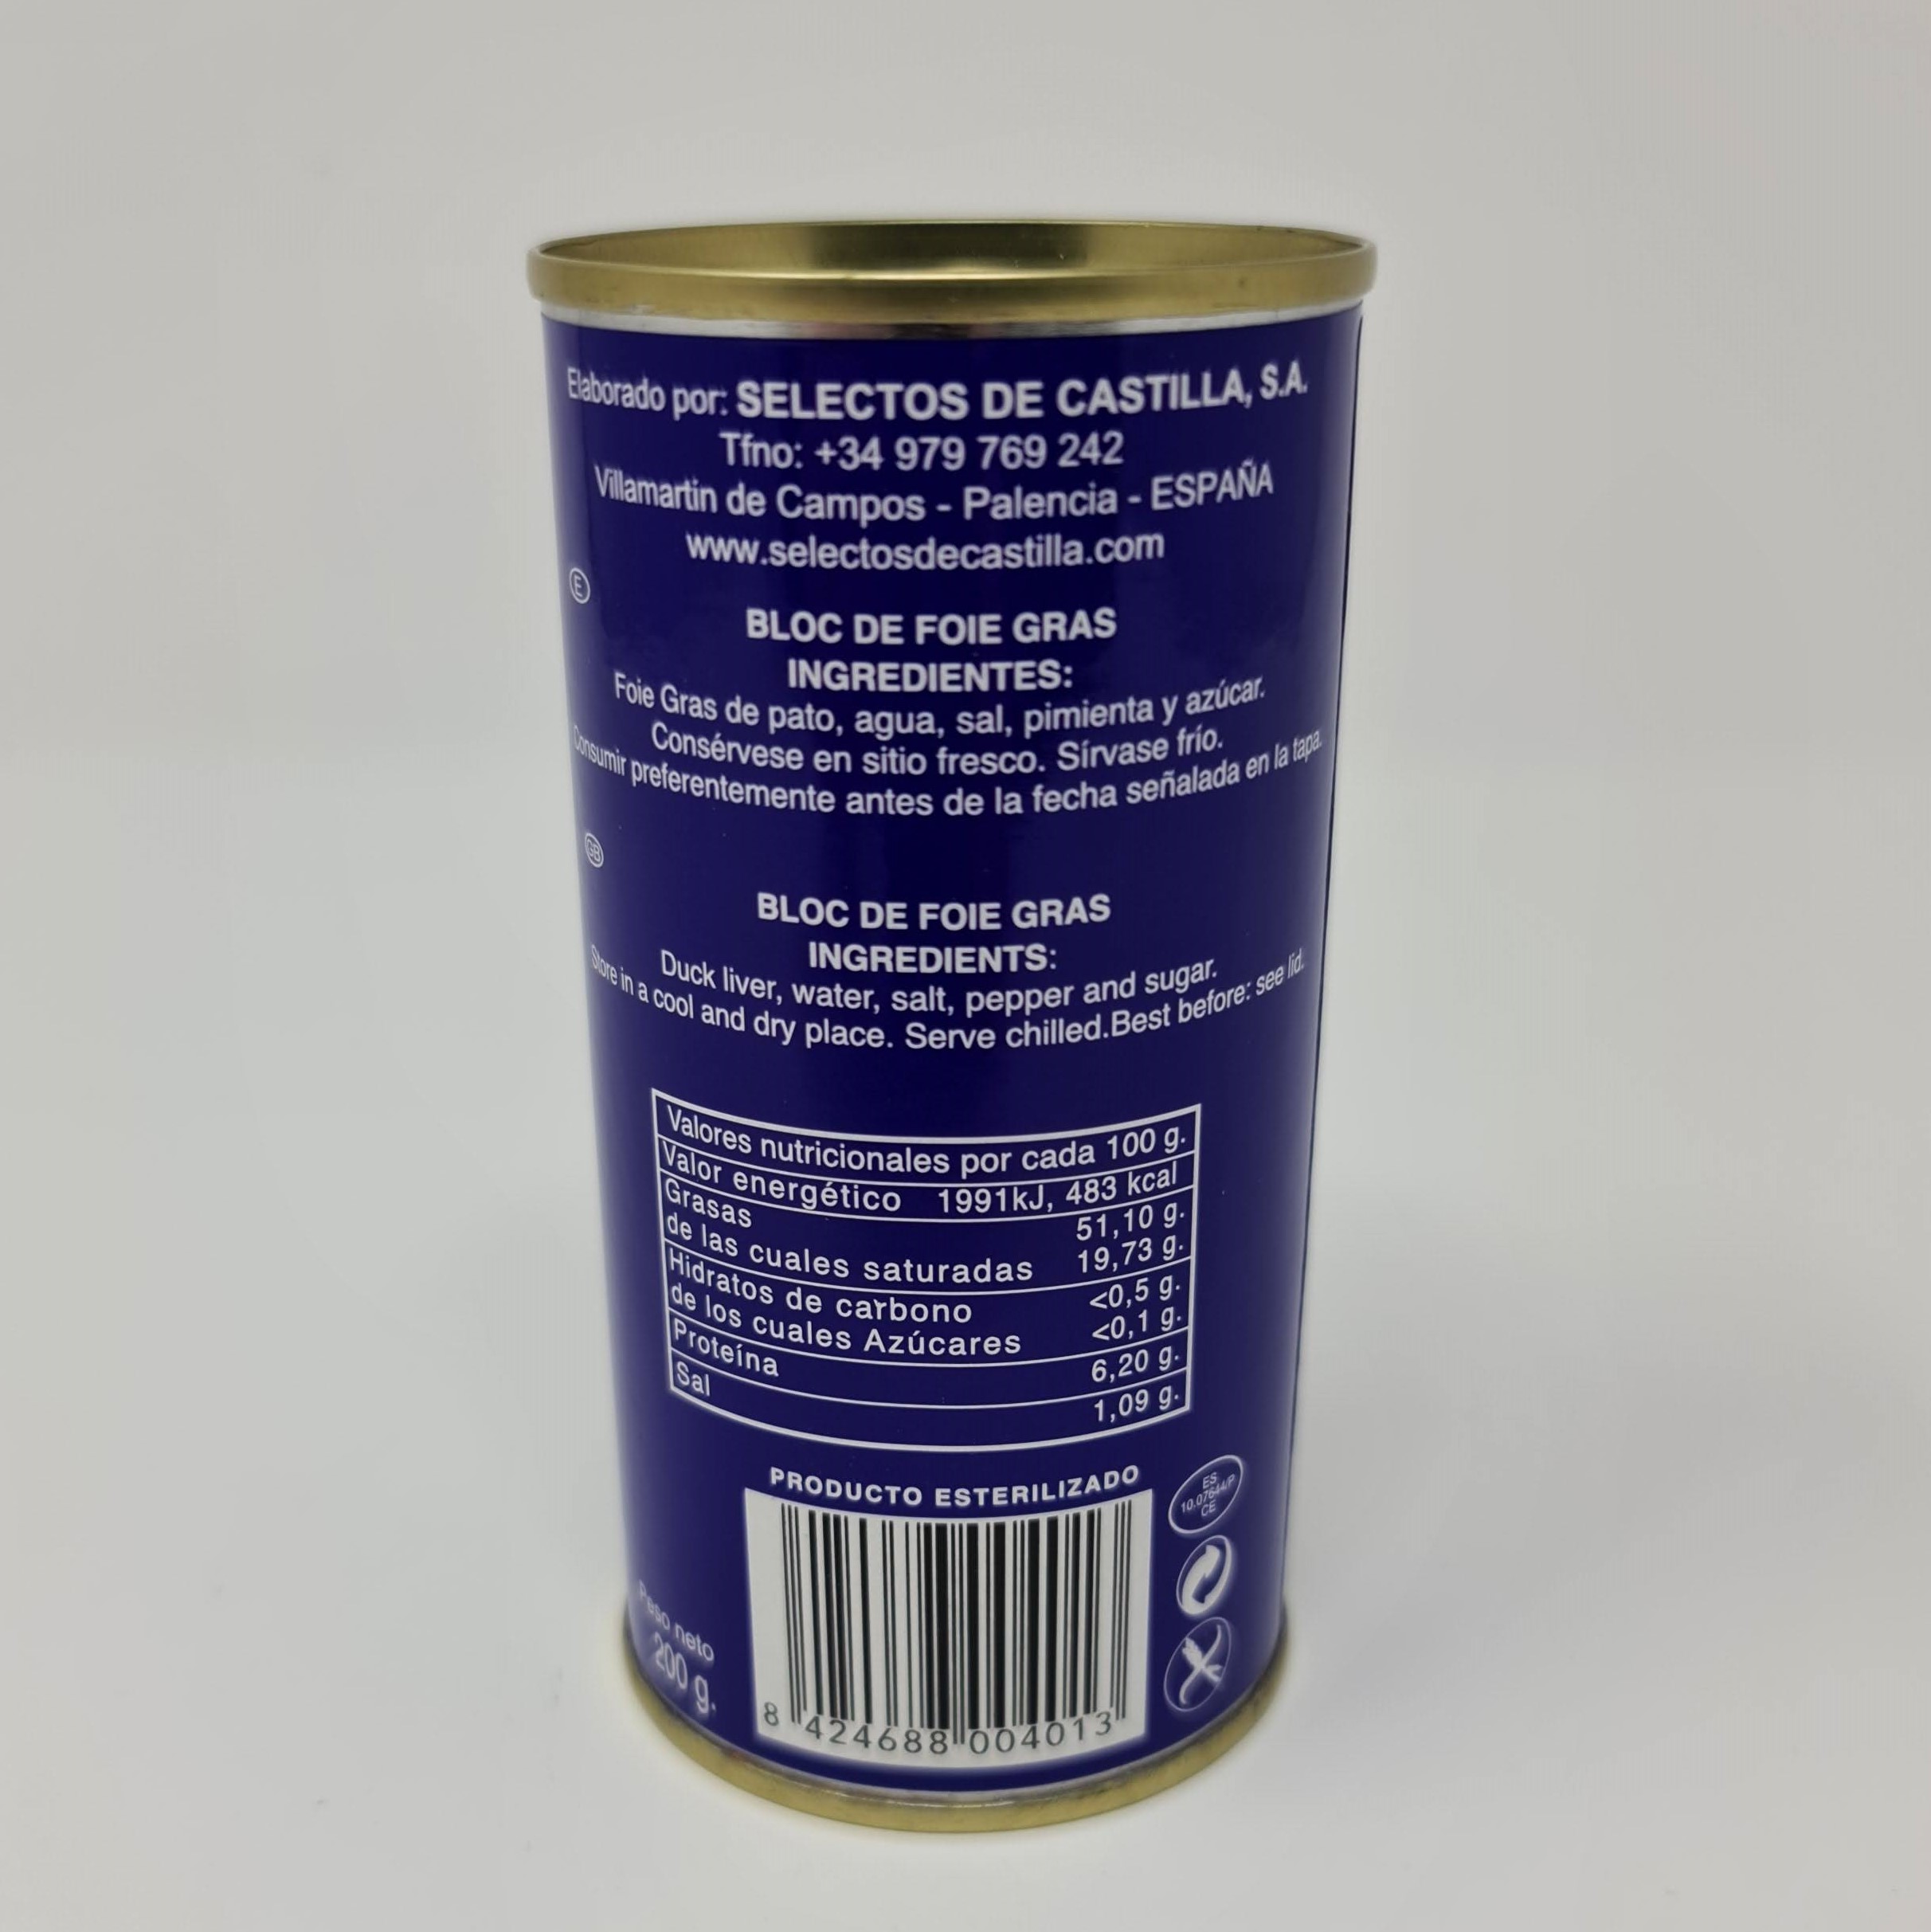 Elaborado por: SELECTOS DE CASTILLA, S.A.
Tfno: +34 979 769 242
Villamartin de Campos - Palencia - ESPAÑA
www.selectosdecastilla.com
E
BLOC DE FOIE GRAS
INGREDIENTES:
Foie Gras de pato, agua, sal, pimienta y azúcar.
Consérvese en sitio fresco. Sírvase frío.
Consumir preferentemente antes de la fecha señalada en la tapa.
GB
BLOC DE FOIE GRAS
INGREDIENTS:
Duck liver, water, salt, pepper and sugar.
Store in a cool and dry place. Serve chilled.Best before: see lid.
Valores nutricionales por cada 100 g.
Valor energético 1991kJ, 483 kcal
Grasas 51,10 g.
de las cuales saturadas 19,73 g.
Hidratos de carbono <0,5 g.
de los cuales Azúcares <0,1 g.
Proteína 6,20 g.
Sal 1,09 g.
PRODUCTO ESTERILIZADO
ES
10.07644/P
CE
Peso neto
200 g.
8 424688 004013